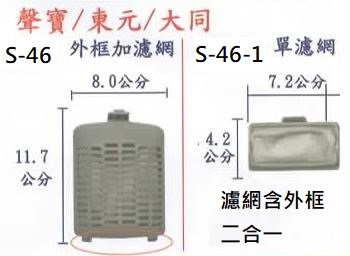 聲寶/東元/大同
S-46 外框加濾網
8.0公分
11.7
公分
S-46-1 單濾網
7.2公分
4.2
公分
濾網含外框
二合一